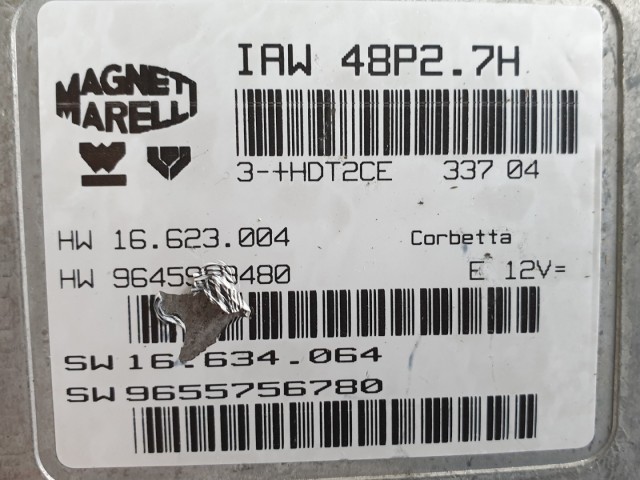 IAW 48P2.7H
MAGNETI
MARELLI
3-+HDT2CE 337 04
HW 16.623.004 Corbetta
HW E 12V=
SW 16.634.064
SW 9655756780